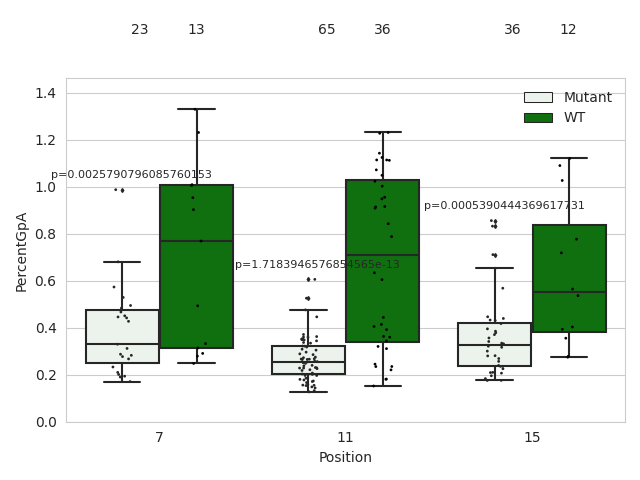 23 13 65 36 36 12
1.4
Mutant
WT
1.2
p=0.0025790796085760153
1.0
p=0.0005390444369617731
0.8
p=1.7183946576854565e-13
0.6
0.4
0.2
0.0
PercentGpA
7 11 15
Position